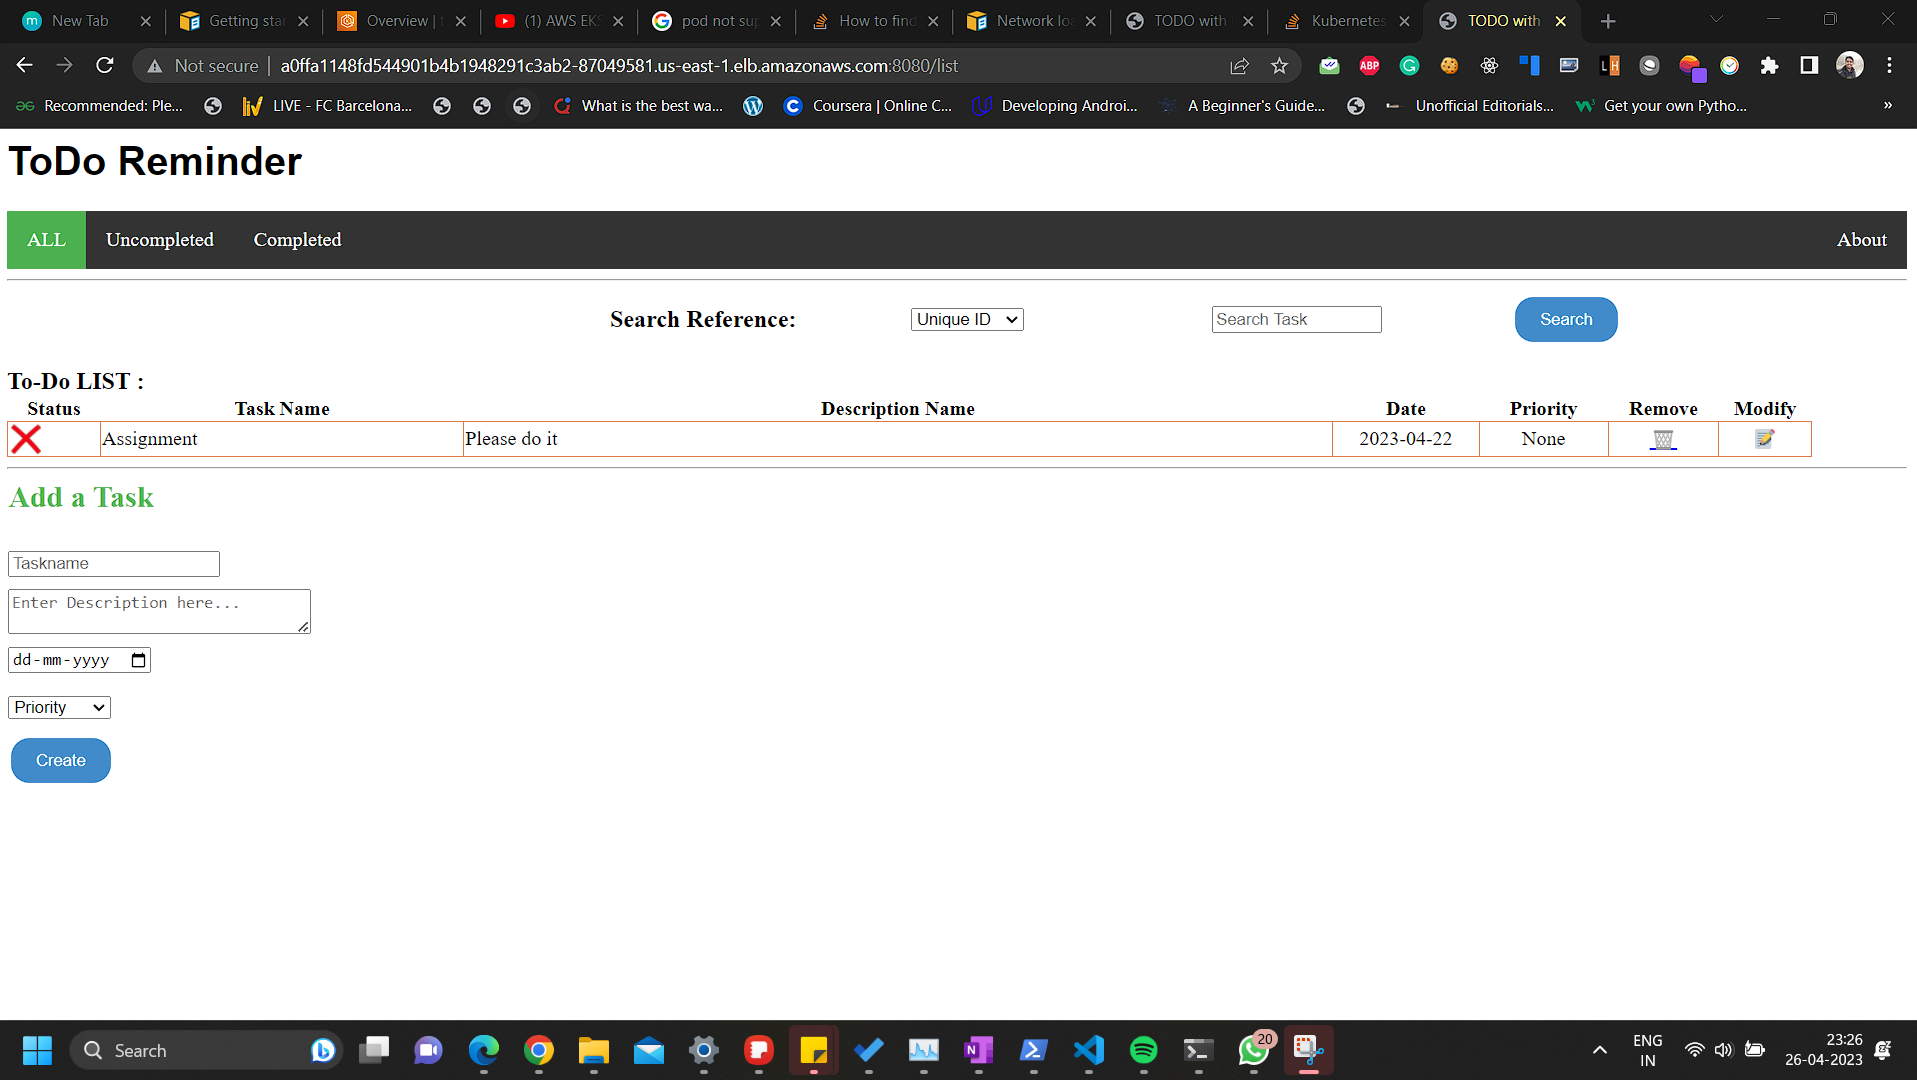 New Tab
Getting star
Overview | t
(1) AWS EKS
pod not sup
How to find
Network loa
TODO with
Kubernetes
TODO with
Not secure
a0ffa1148fd544901b4b1948291c3ab2-87049581.us-east-1.elb.amazonaws.com:8080/list
Recommended: Ple...
LIVE - FC Barcelona...
What is the best wa...
Coursera | Online C...
Developing Androi...
A Beginner's Guide...
Unofficial Editorials...
Get your own Pytho...
»
ToDo Reminder
ALL
Uncompleted
Completed
About
Search Reference:
Unique ID
Search Task
Search
To-Do LIST :
Status Task Name Description Name Date Priority Remove Modify
Assignment Please do it 2023-04-22 None
Add a Task
Taskname
Enter Description here...
dd-mm-yyyy
Priority
Create
Search
20
ENG
IN
23:26
26-04-2023